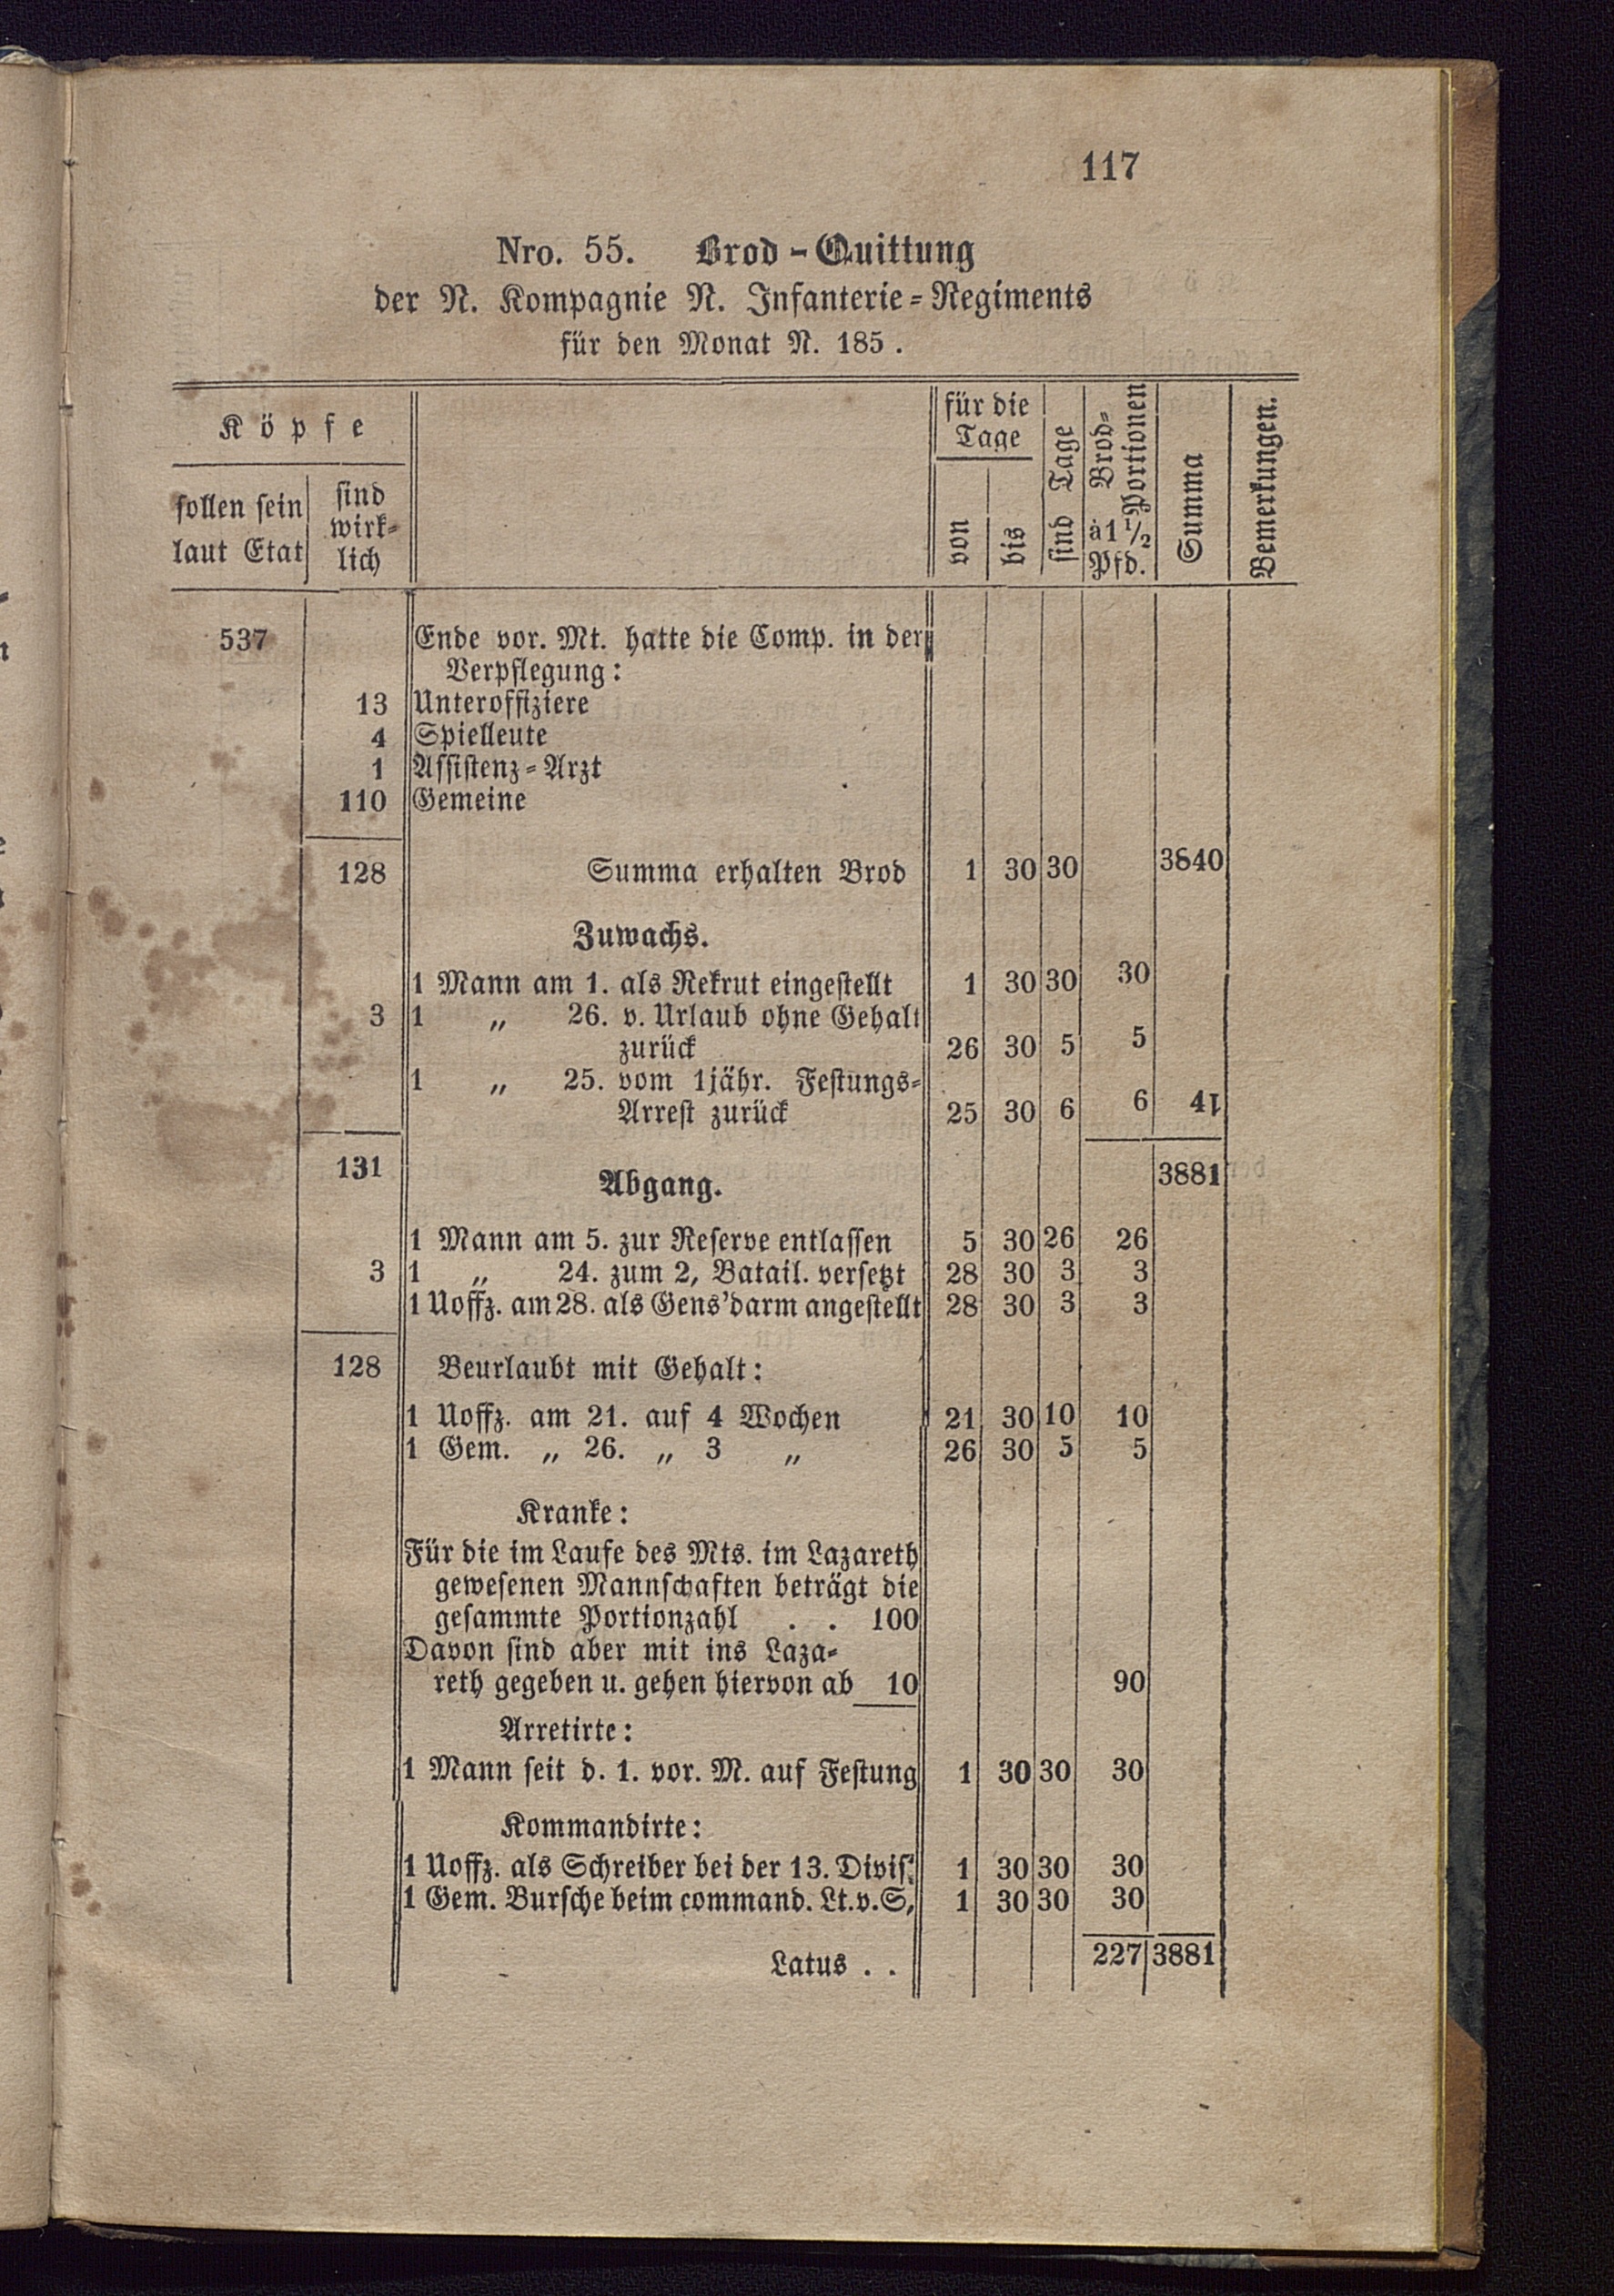 117
Nro. 55. Brod-Quittung
der N. Kompagnie N. Infanterie-Regiments
für den Monat N. 185 .
Köpfe
sollen sein laut Etat
sind wirk-lich
für die Tage
von
bis
sind Tage
Brod-Portionen à 1 1/2 Pfd.
Summa
Bemerkungen.
537 Ende vor. Mt. hatte die Comp. in der
Verpflegung:
13 Unteroffiziere
4 Spielleute
1 Assistenz-Arzt
110 Gemeine
128 Summa erhalten Brod 1 30 30 3840
Zuwachs.
1 Mann am 1. als Rekrut eingestellt 1 30 30 30
3 1 „ 26. v. Urlaub ohne Gehalt
zurück 26 30 5 5
1 „ 25. vom 1jähr. Festungs-
Arrest zurück 25 30 6 6 41
131 3881
Abgang.
1 Mann am 5. zur Reserve entlassen 5 30 26 26
3 1 „ 24. zum 2, Batail. versetzt 28 30 3 3
1 Uoffz. am 28. als Gens'darm angestellt 28 30 3 3
128 Beurlaubt mit Gehalt:
1 Uoffz. am 21. auf 4 Wochen 21 30 10 10
1 Gem. „ 26. „ 3 „ 26 30 5 5
Kranke:
Für die im Laufe des Mts. im Lazareth
gewesenen Mannschaften beträgt die
gesammte Portionzahl . . 100
Davon sind aber mit ins Laza-
reth gegeben u. gehen hiervon ab 10 90
Arretirte:
1 Mann seit d. 1. vor. M. auf Festung 1 30 30 30
Kommandirte:
1 Uoffz. als Schreiber bei der 13. Divis. 1 30 30 30
1 Gem. Bursche beim command. Lt. v. S, 1 30 30 30
Latus . . 227 3881